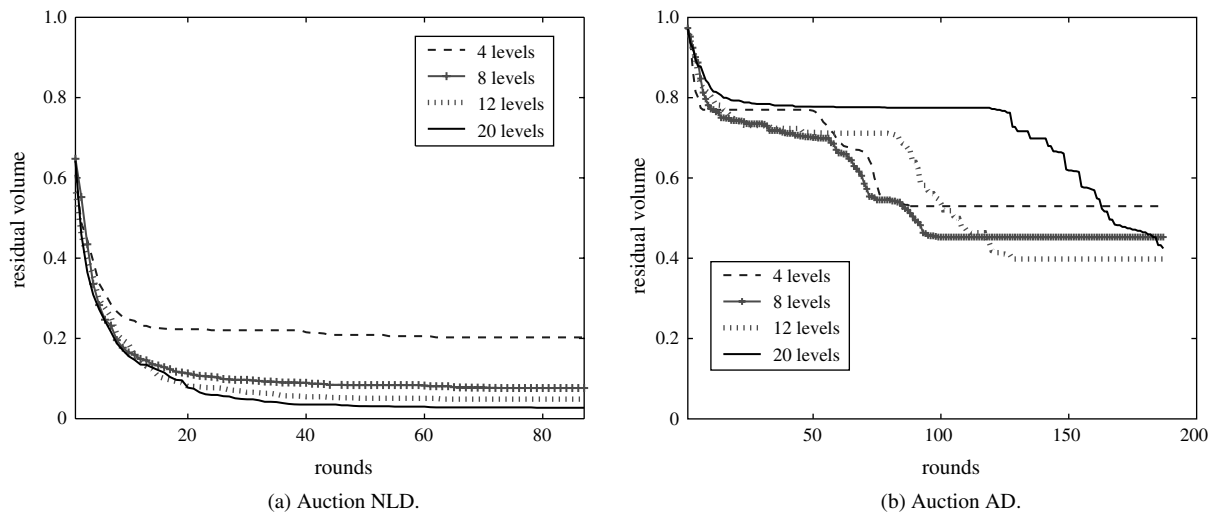 1.0
0.8
0.6
0.4
0.2
0
20
40
60
80
residual volume
rounds
4 levels
8 levels
12 levels
20 levels
(a) Auction NLD.
1.0
0.8
0.6
0.4
0.2
0.0
0
50
100
150
200
residual volume
rounds
4 levels
8 levels
12 levels
20 levels
(b) Auction AD.